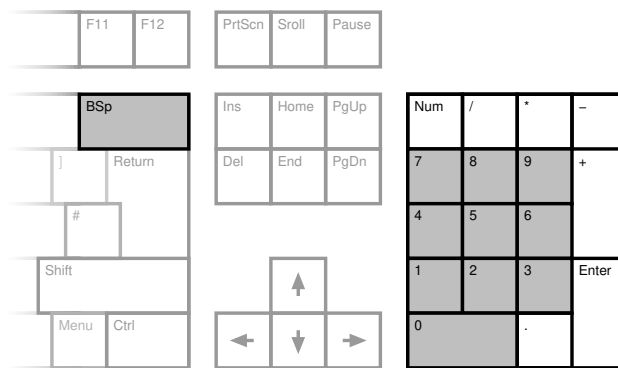 F11 F12 PrtScn Sroll Pause
BSp Ins Home PgUp Num / * –
] Return Del End PgDn 7 8 9 +
# 4 5 6
Shift 1 2 3 Enter
Menu Ctrl 0 .